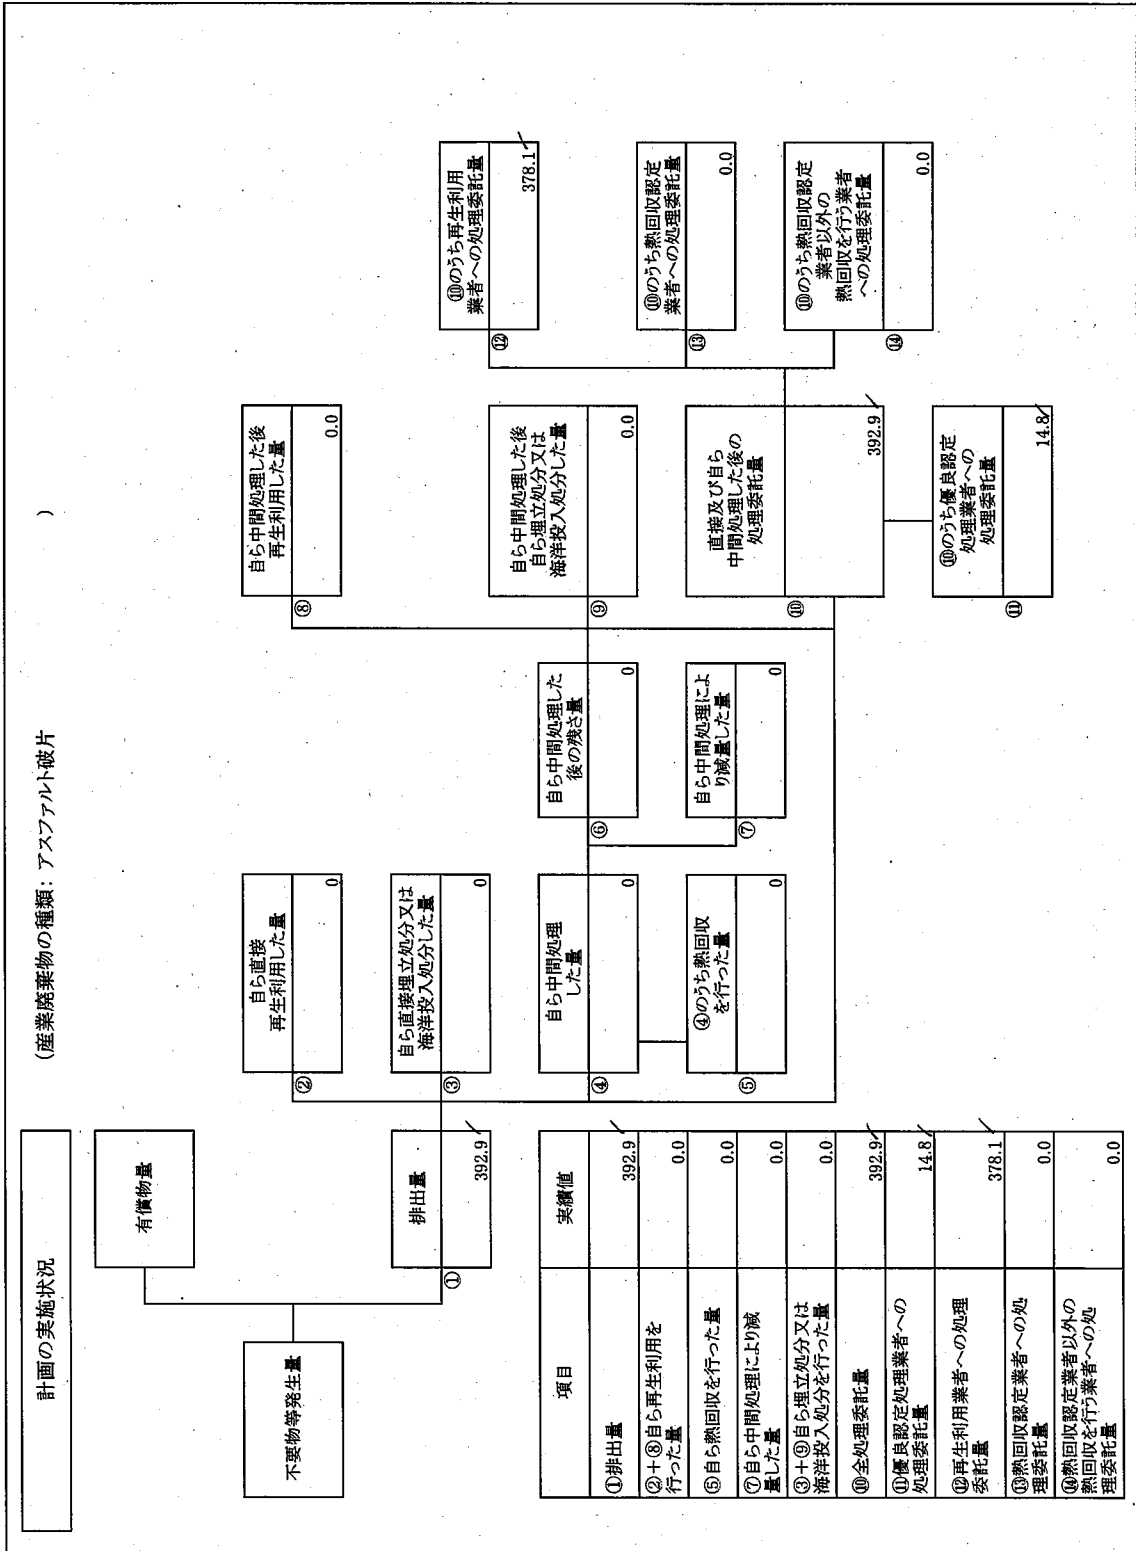 計画の実施状況
(産業廃棄物の種類: アスファルト破片
)
不要物等発生量
有償物量
排出量
①
392.9
自ら直接
再生利用した量
②
0
自ら直接埋立処分又は
海洋投入処分した量
③
0
自ら中間処理
した量
④
0
④のうち熱回収
を行った量
⑤
0
自ら中間処理した
後の残さ量
⑥
0
自ら中間処理によ
り減量した量
⑦
0
自ら中間処理した後
再生利用した量
⑧
0.0
自ら中間処理した後
自ら埋立処分又は
海洋投入処分した量
⑨
0.0
直接及び自ら
中間処理した後の
処理委託量
⑩
392.9
⑩のうち優良認定
処理業者への
処理委託量
⑪
14.8
⑩のうち再生利用
業者への処理委託量
⑫
378.1
⑩のうち熱回収認定
業者への処理委託量
⑬
0.0
⑩のうち熱回収認定
業者以外の
熱回収を行う業者
への処理委託量
⑭
0.0
項目 実績値
①排出量 392.9
②+⑧自ら再生利用を
行った量 0.0
⑤自ら熱回収を行った量 0.0
⑦自ら中間処理により減
量した量 0.0
③+⑨自ら埋立処分又は
海洋投入処分を行った量 0.0
⑩全処理委託量 392.9
⑪優良認定処理業者への
処理委託量 14.8
⑫再生利用業者への処理
委託量 378.1
⑬熱回収認定業者への処
理委託量 0.0
⑭熱回収認定業者以外の
熱回収を行う業者への処
理委託量 0.0